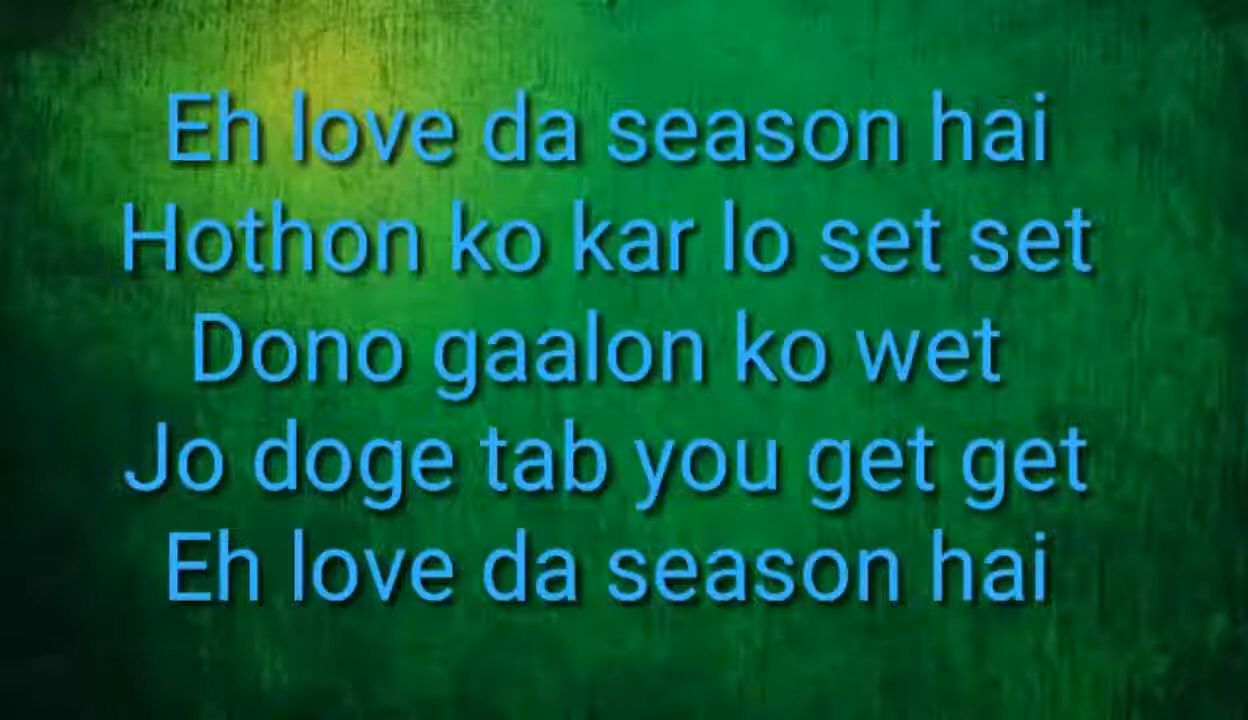 Eh love da season hai
Hothon ko kar lo set set
Dono gaalon ko wet
Jo doge tab you get get
Eh love da season hai